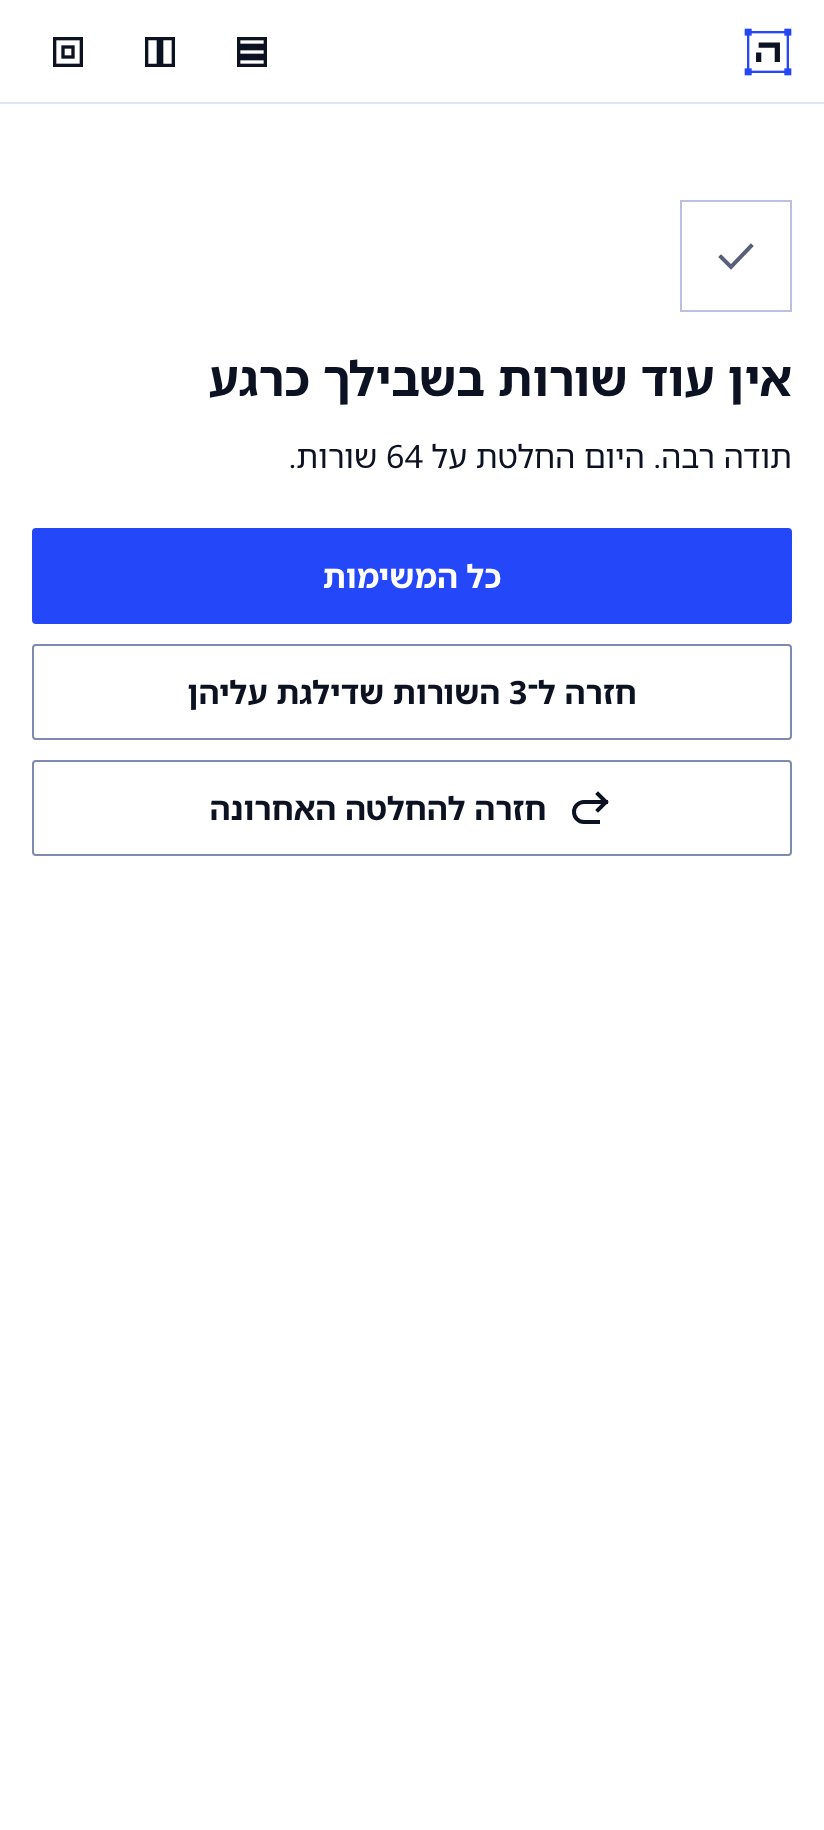 ה
אין עוד שורות בשבילך כרגע
תודה רבה. היום החלטת על 64 שורות.
כל המשימות
חזרה ל־3 השורות שדילגת עליהן
חזרה להחלטה האחרונה